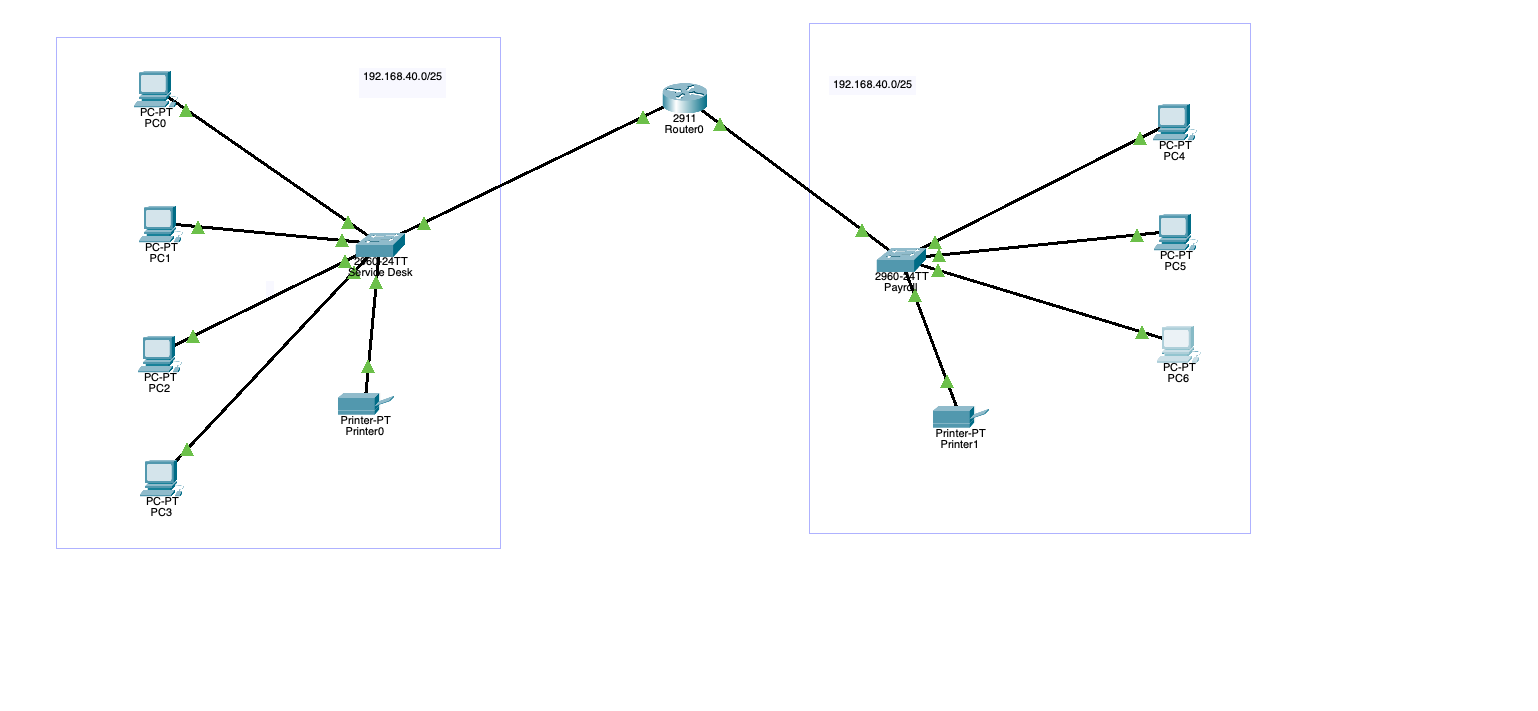 192.168.40.0/25
PC-PT
PC0
PC-PT
PC1
2960-24TT
Service Desk
PC-PT
PC2
Printer-PT
Printer0
PC-PT
PC3
2911
Router0
192.168.40.0/25
PC-PT
PC4
PC-PT
PC5
2960-24TT
Payroll
PC-PT
PC6
Printer-PT
Printer1